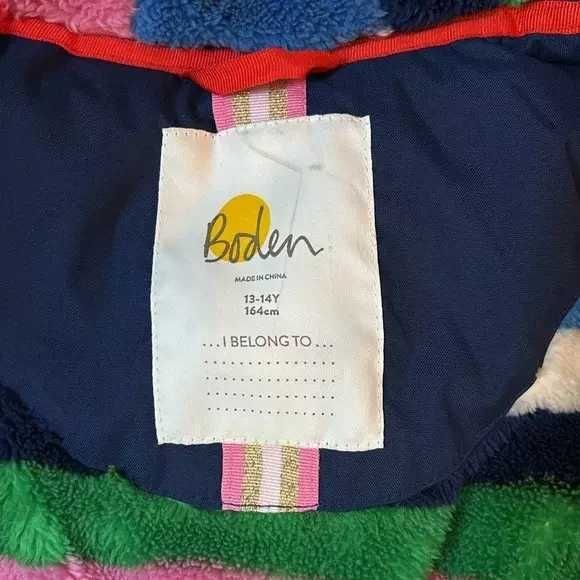 Boden
MADE IN CHINA
13-14Y
164cm
...I BELONG TO...